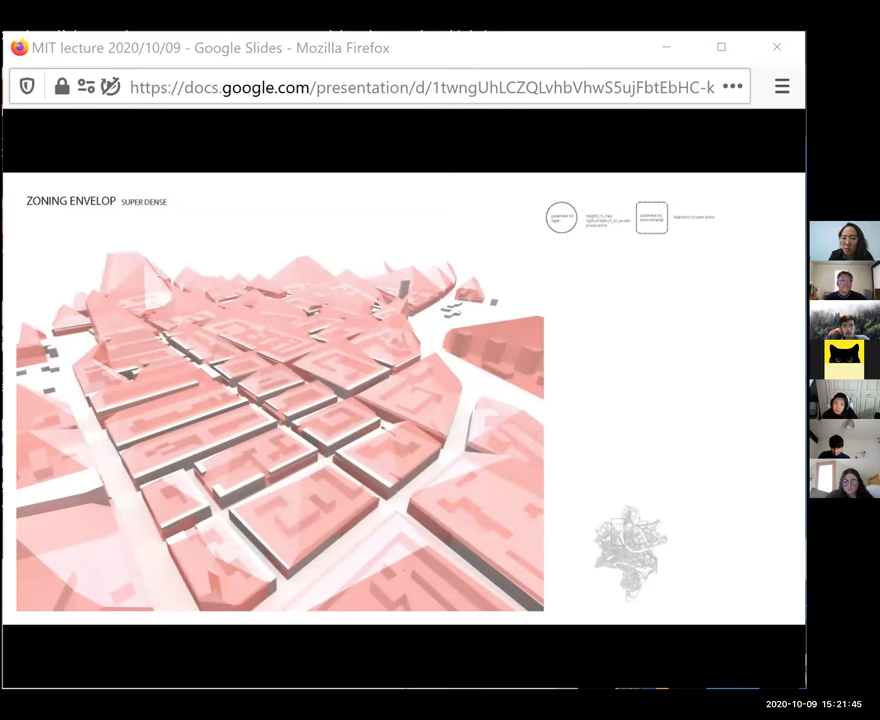 MIT lecture 2020/10/09 - Google Slides - Mozilla Firefox
https://docs.google.com/presentation/d/1twngUhLCZQLvhbVhwS5ujFbtEbHC-k
ZONING ENVELOP SUPER DENSE
2020-10-09 15:21:45